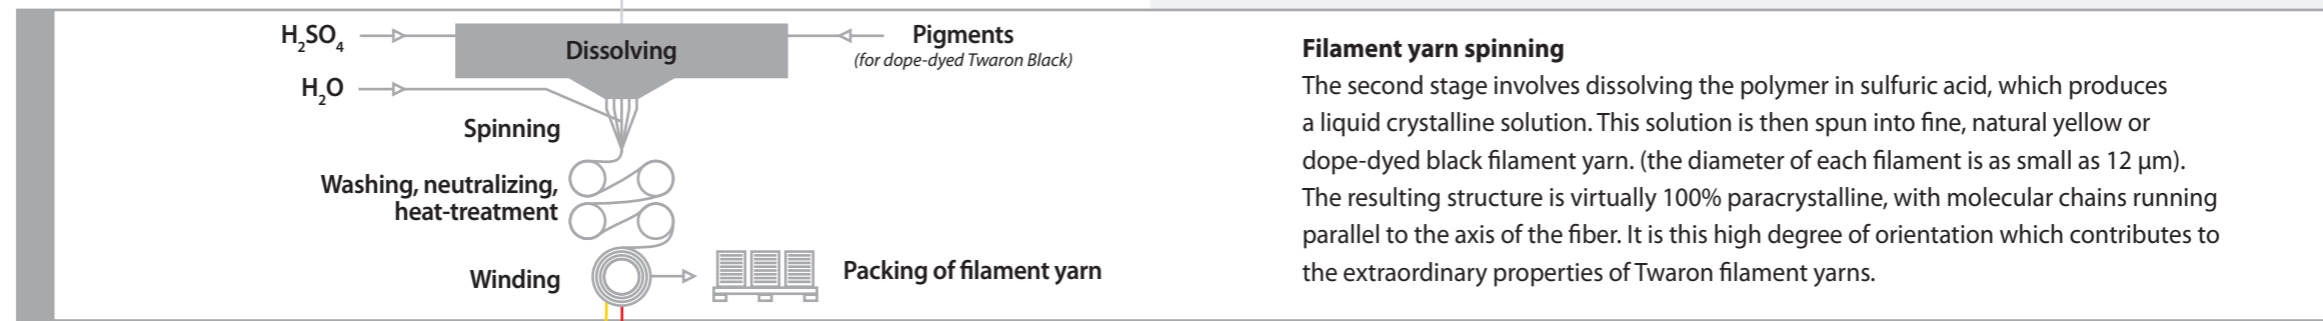 H2SO4
Dissolving
Pigments
(for dope-dyed Twaron Black)
H2O
Spinning
Washing, neutralizing,
heat-treatment
Winding
Packing of filament yarn
Filament yarn spinning
The second stage involves dissolving the polymer in sulfuric acid, which produces
a liquid crystalline solution. This solution is then spun into fine, natural yellow or
dope-dyed black filament yarn. (the diameter of each filament is as small as 12 µm).
The resulting structure is virtually 100% paracrystalline, with molecular chains running
parallel to the axis of the fiber. It is this high degree of orientation which contributes to
the extraordinary properties of Twaron filament yarns.